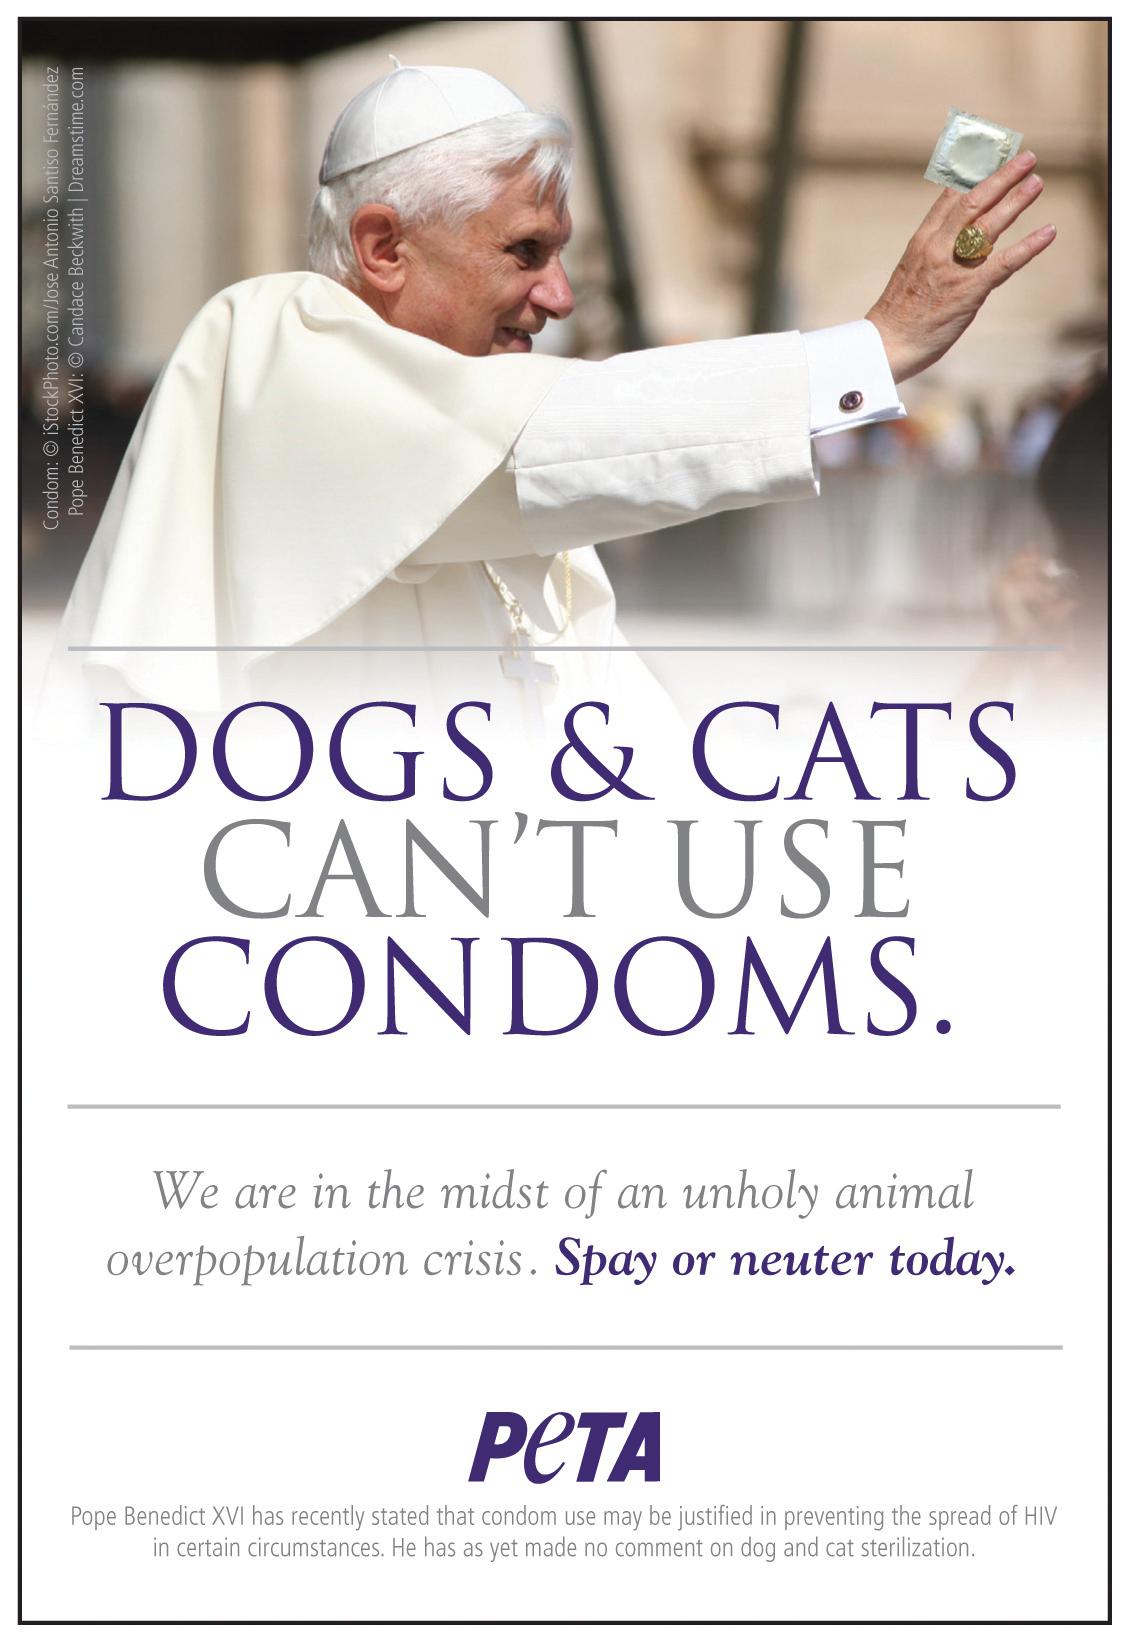 Condom: © iStockPhoto.com/Jose Antonio Santiso Fernández
Pope Benedict XVI: © Candace Beckwith | Dreamstime.com
DOGS & CATS
CAN'T USE
CONDOMS.
We are in the midst of an unholy animal
overpopulation crisis. Spay or neuter today.
PeTA
Pope Benedict XVI has recently stated that condom use may be justified in preventing the spread of HIV
in certain circumstances. He has as yet made no comment on dog and cat sterilization.